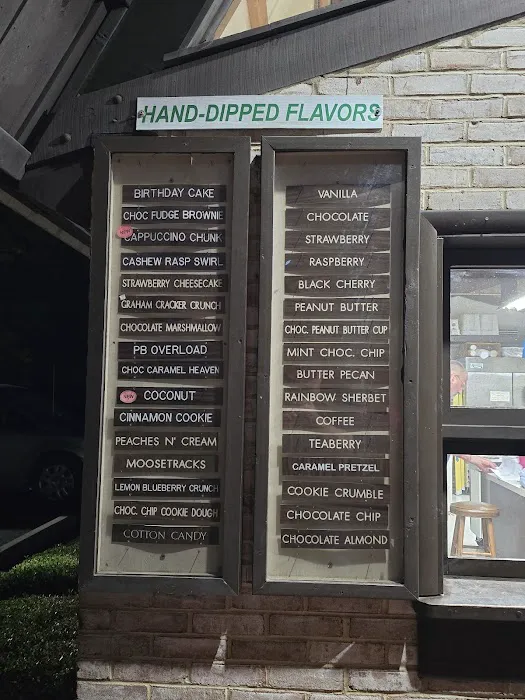 HAND-DIPPED FLAVORS
BIRTHDAY CAKE
CHOC FUDGE BROWNIE
NEW
CAPPUCCINO CHUNK
CASHEW RASP SWIRL
STRAWBERRY CHEESECAKE
GRAHAM CRACKER CRUNCH
CHOCOLATE MARSHMALLOW
PB OVERLOAD
CHOC CARAMEL HEAVEN
NEW
COCONUT
CINNAMON COOKIE
PEACHES N' CREAM
MOOSETRACKS
LEMON BLUEBERRY CRUNCH
CHOC. CHIP COOKIE DOUGH
COTTON CANDY
VANILLA
CHOCOLATE
STRAWBERRY
RASPBERRY
BLACK CHERRY
PEANUT BUTTER
CHOC. PEANUT BUTTER CUP
MINT CHOC. CHIP
BUTTER PECAN
RAINBOW SHERBET
COFFEE
TEABERRY
CARAMEL PRETZEL
COOKIE CRUMBLE
CHOCOLATE CHIP
CHOCOLATE ALMOND